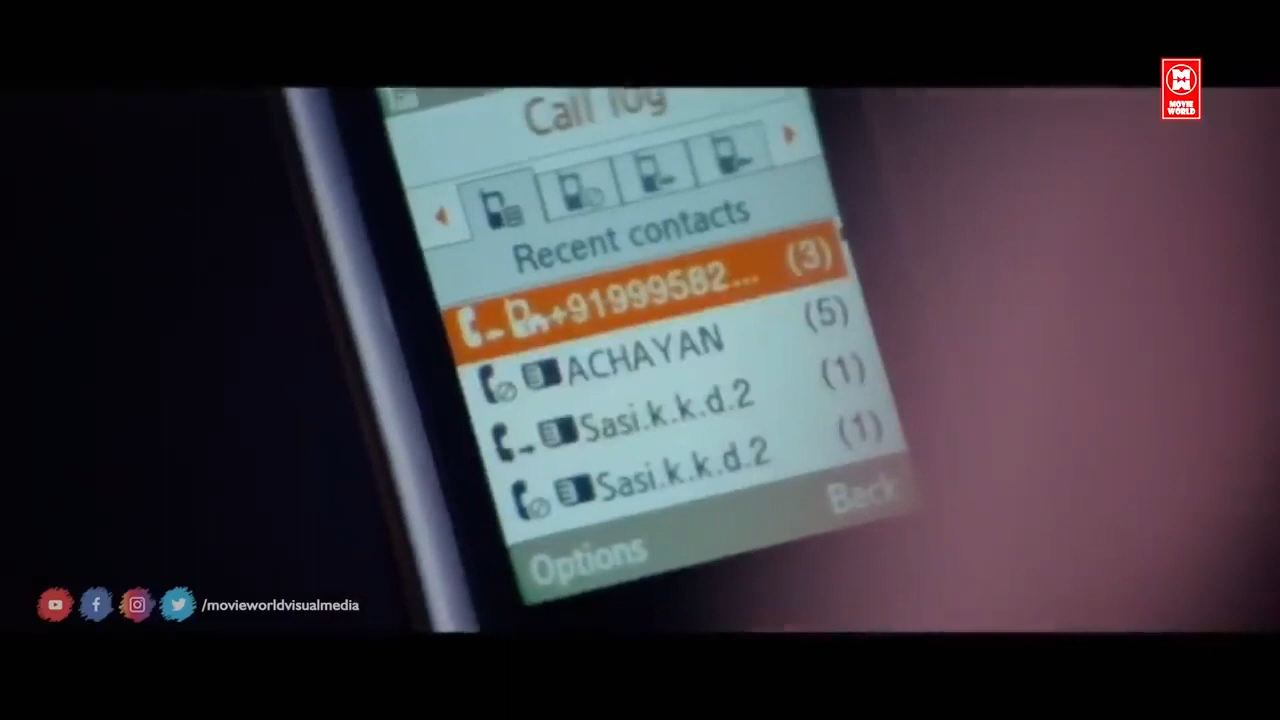 MOVIE
WORLD
Call log
Recent contacts
+91999582... (3)
ACHAYAN (5)
Sasi.k.k.d.2 (1)
Sasi.k.k.d.2 (1)
Options Back
/movieworldvisualmedia